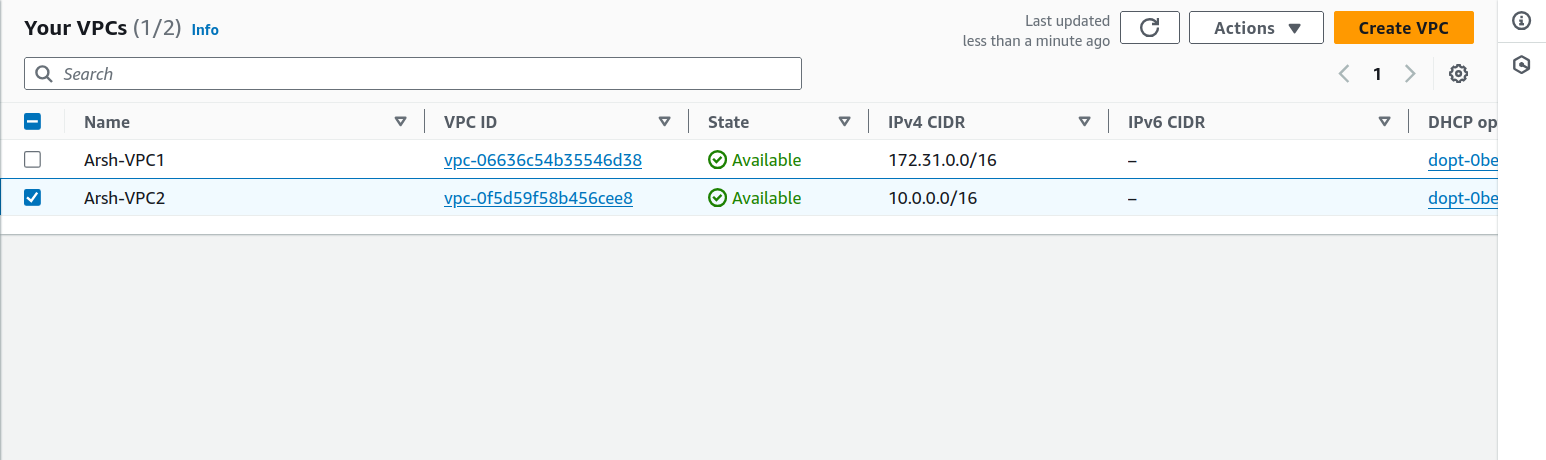 Your VPCs (1/2) Info
Last updated
less than a minute ago
Actions
Create VPC
Search
1
Name VPC ID State IPv4 CIDR IPv6 CIDR DHCP op
Arsh-VPC1 vpc-06636c54b35546d38 Available 172.31.0.0/16 – dopt-0be
Arsh-VPC2 vpc-0f5d59f58b456cee8 Available 10.0.0.0/16 – dopt-0be